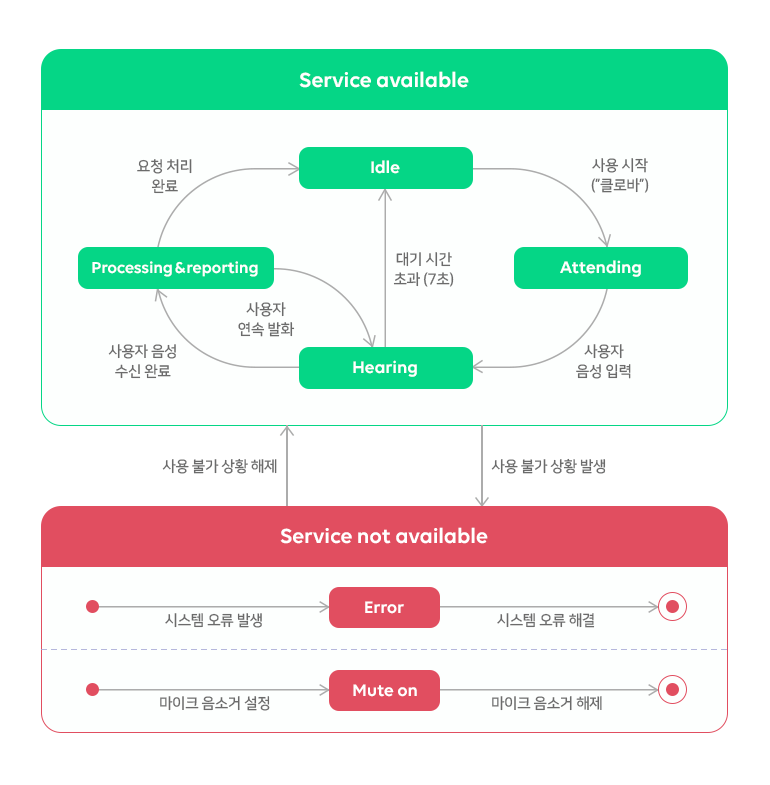 Service available
요청 처리
완료
Idle
사용 시작
("클로바")
Processing & reporting
대기 시간
초과 (7초)
Attending
사용자
연속 발화
사용자 음성
수신 완료
Hearing
사용자
음성 입력
사용 불가 상황 해제
사용 불가 상황 발생
Service not available
시스템 오류 발생
Error
시스템 오류 해결
마이크 음소거 설정
Mute on
마이크 음소거 해제